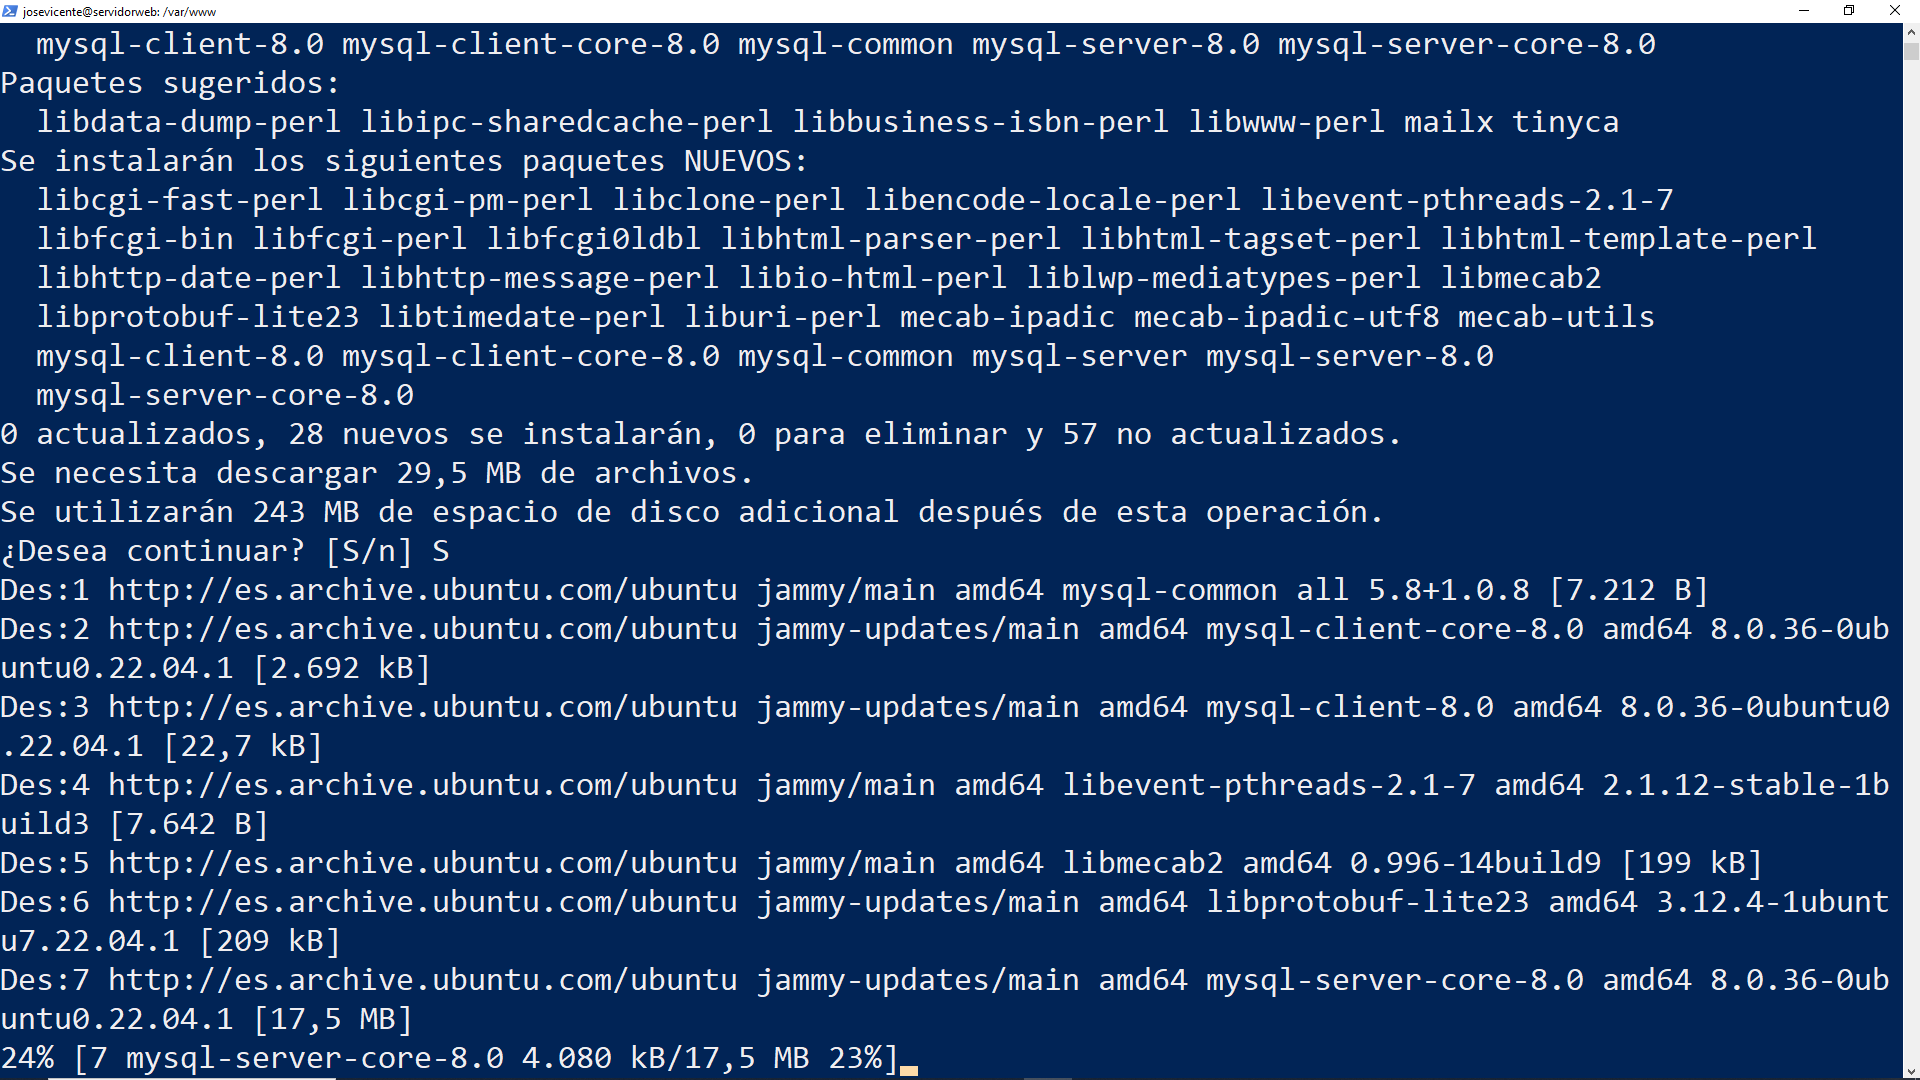 josevicente@servidorweb: /var/www
mysql-client-8.0 mysql-client-core-8.0 mysql-common mysql-server-8.0 mysql-server-core-8.0
Paquetes sugeridos:
libdata-dump-perl libipc-sharedcache-perl libbusiness-isbn-perl libwww-perl mailx tinyca
Se instalarán los siguientes paquetes NUEVOS:
libcgi-fast-perl libcgi-pm-perl libclone-perl libencode-locale-perl libevent-pthreads-2.1-7
libfcgi-bin libfcgi-perl libfcgi0ldbl libhtml-parser-perl libhtml-tagset-perl libhtml-template-perl
libhttp-date-perl libhttp-message-perl libio-html-perl liblwp-mediatypes-perl libmecab2
libprotobuf-lite23 libtimedate-perl liburi-perl mecab-ipadic mecab-ipadic-utf8 mecab-utils
mysql-client-8.0 mysql-client-core-8.0 mysql-common mysql-server mysql-server-8.0
mysql-server-core-8.0
0 actualizados, 28 nuevos se instalarán, 0 para eliminar y 57 no actualizados.
Se necesita descargar 29,5 MB de archivos.
Se utilizarán 243 MB de espacio de disco adicional después de esta operación.
¿Desea continuar? [S/n] S
Des:1 http://es.archive.ubuntu.com/ubuntu jammy/main amd64 mysql-common all 5.8+1.0.8 [7.212 B]
Des:2 http://es.archive.ubuntu.com/ubuntu jammy-updates/main amd64 mysql-client-core-8.0 amd64 8.0.36-0ub
untu0.22.04.1 [2.692 kB]
Des:3 http://es.archive.ubuntu.com/ubuntu jammy-updates/main amd64 mysql-client-8.0 amd64 8.0.36-0ubuntu0
.22.04.1 [22,7 kB]
Des:4 http://es.archive.ubuntu.com/ubuntu jammy/main amd64 libevent-pthreads-2.1-7 amd64 2.1.12-stable-1b
uild3 [7.642 B]
Des:5 http://es.archive.ubuntu.com/ubuntu jammy/main amd64 libmecab2 amd64 0.996-14build9 [199 kB]
Des:6 http://es.archive.ubuntu.com/ubuntu jammy-updates/main amd64 libprotobuf-lite23 amd64 3.12.4-1ubunt
u7.22.04.1 [209 kB]
Des:7 http://es.archive.ubuntu.com/ubuntu jammy-updates/main amd64 mysql-server-core-8.0 amd64 8.0.36-0ub
untu0.22.04.1 [17,5 MB]
24% [7 mysql-server-core-8.0 4.080 kB/17,5 MB 23%]